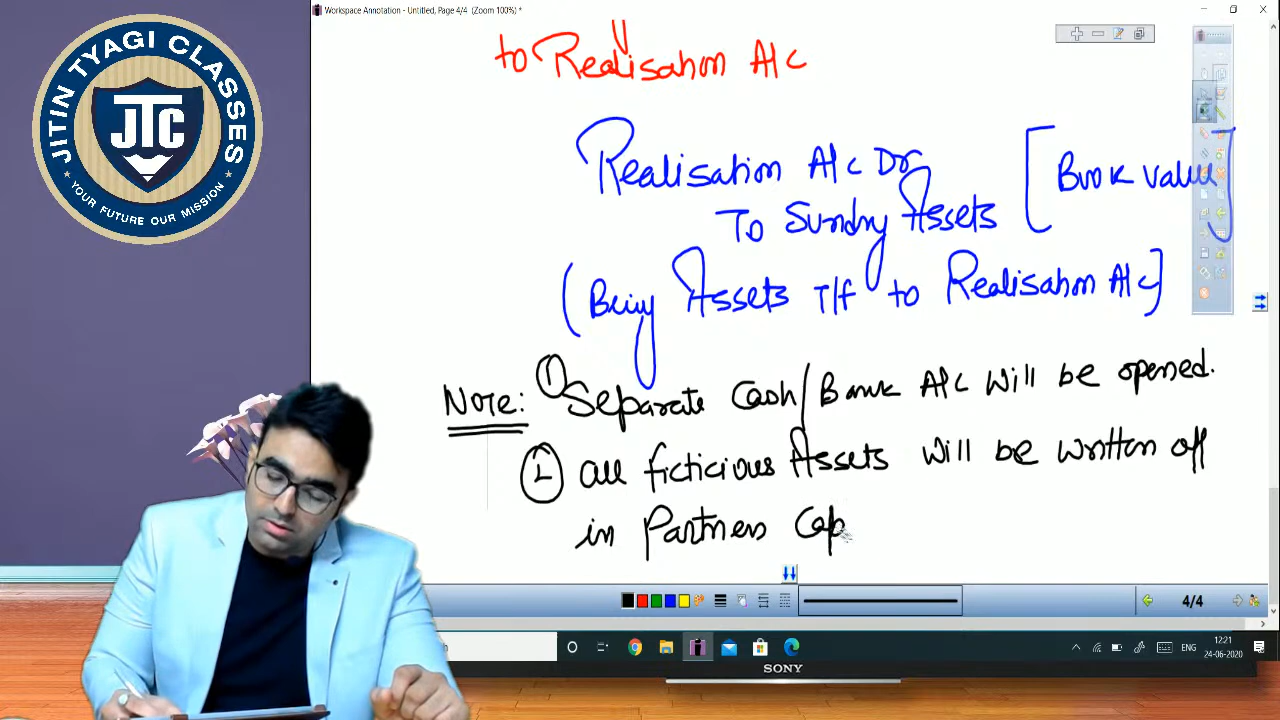 Workspace Annotation - Untitled, Page 4/4 (Zoom 100%) *
JITIN TYAGI CLASSES
JTC
YOUR FUTURE OUR MISSION
to Realisation A/c
Realisation A/c Dr
To Sundry Assets [Book value]
(Being Assets T/f to Realisation A/c]
Note: ① Separate Cash/Bank A/c will be opened.
② all ficticious Assets will be written off
in Partners Cap
4/4
ENG
12:21
24-06-2020
SONY